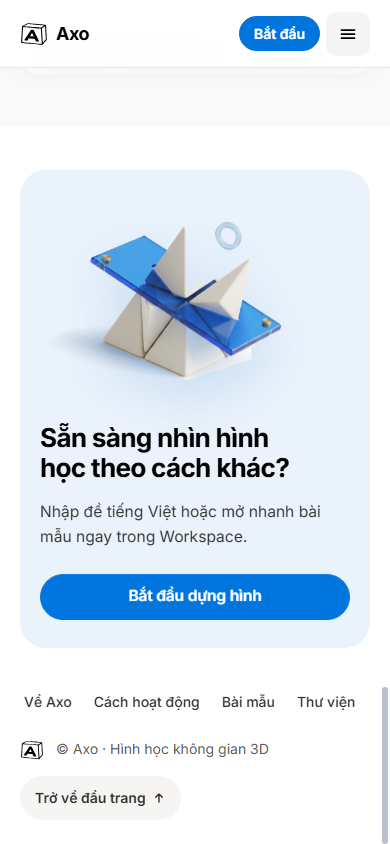 Axo
Bắt đầu
Sẵn sàng nhìn hình
học theo cách khác?
Nhập đề tiếng Việt hoặc mở nhanh bài
mẫu ngay trong Workspace.
Bắt đầu dựng hình
Về Axo Cách hoạt động Bài mẫu Thư viện
© Axo · Hình học không gian 3D
Trở về đầu trang ↑